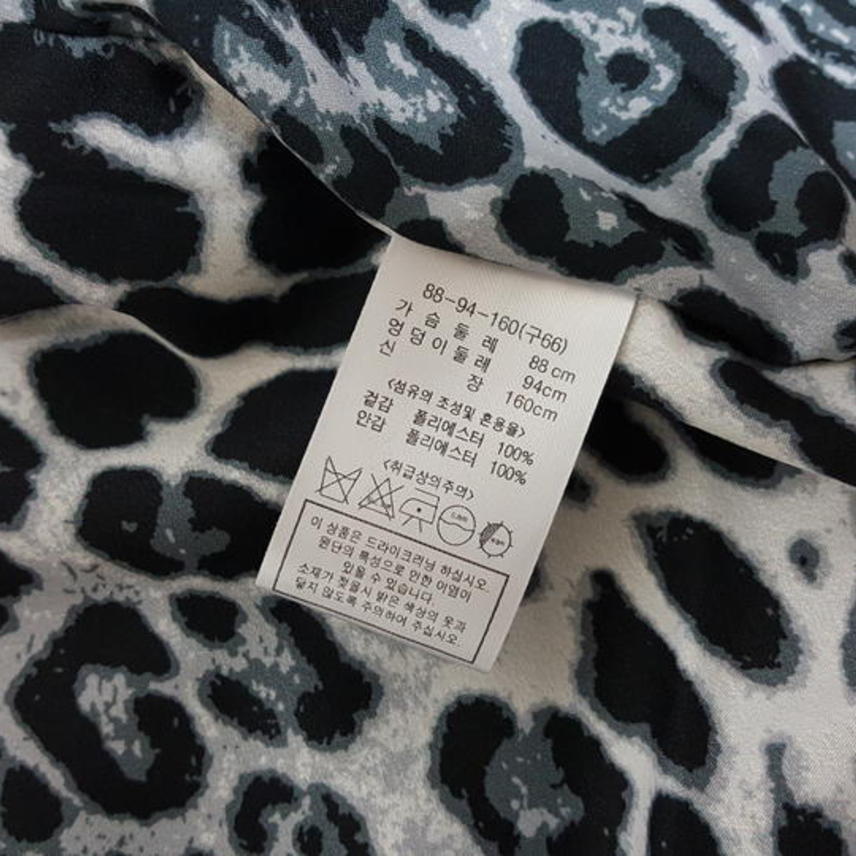 88-94-160(구66)
가 슴 둘 레 88 cm
엉 덩 이 둘 레 94cm
신 장 160cm
<섬유의 조성및 혼용율>
겉감 폴리에스터 100%
안감 폴리에스터 100%
<취급상의주의>
이 상품은 드라이크리닝 하십시오.
원단의 특성으로 인한 이염이
있을 수 있습니다
소재가 젖을시 밝은 색상의 옷과
닿지 않도록 주의하여 주십시오.